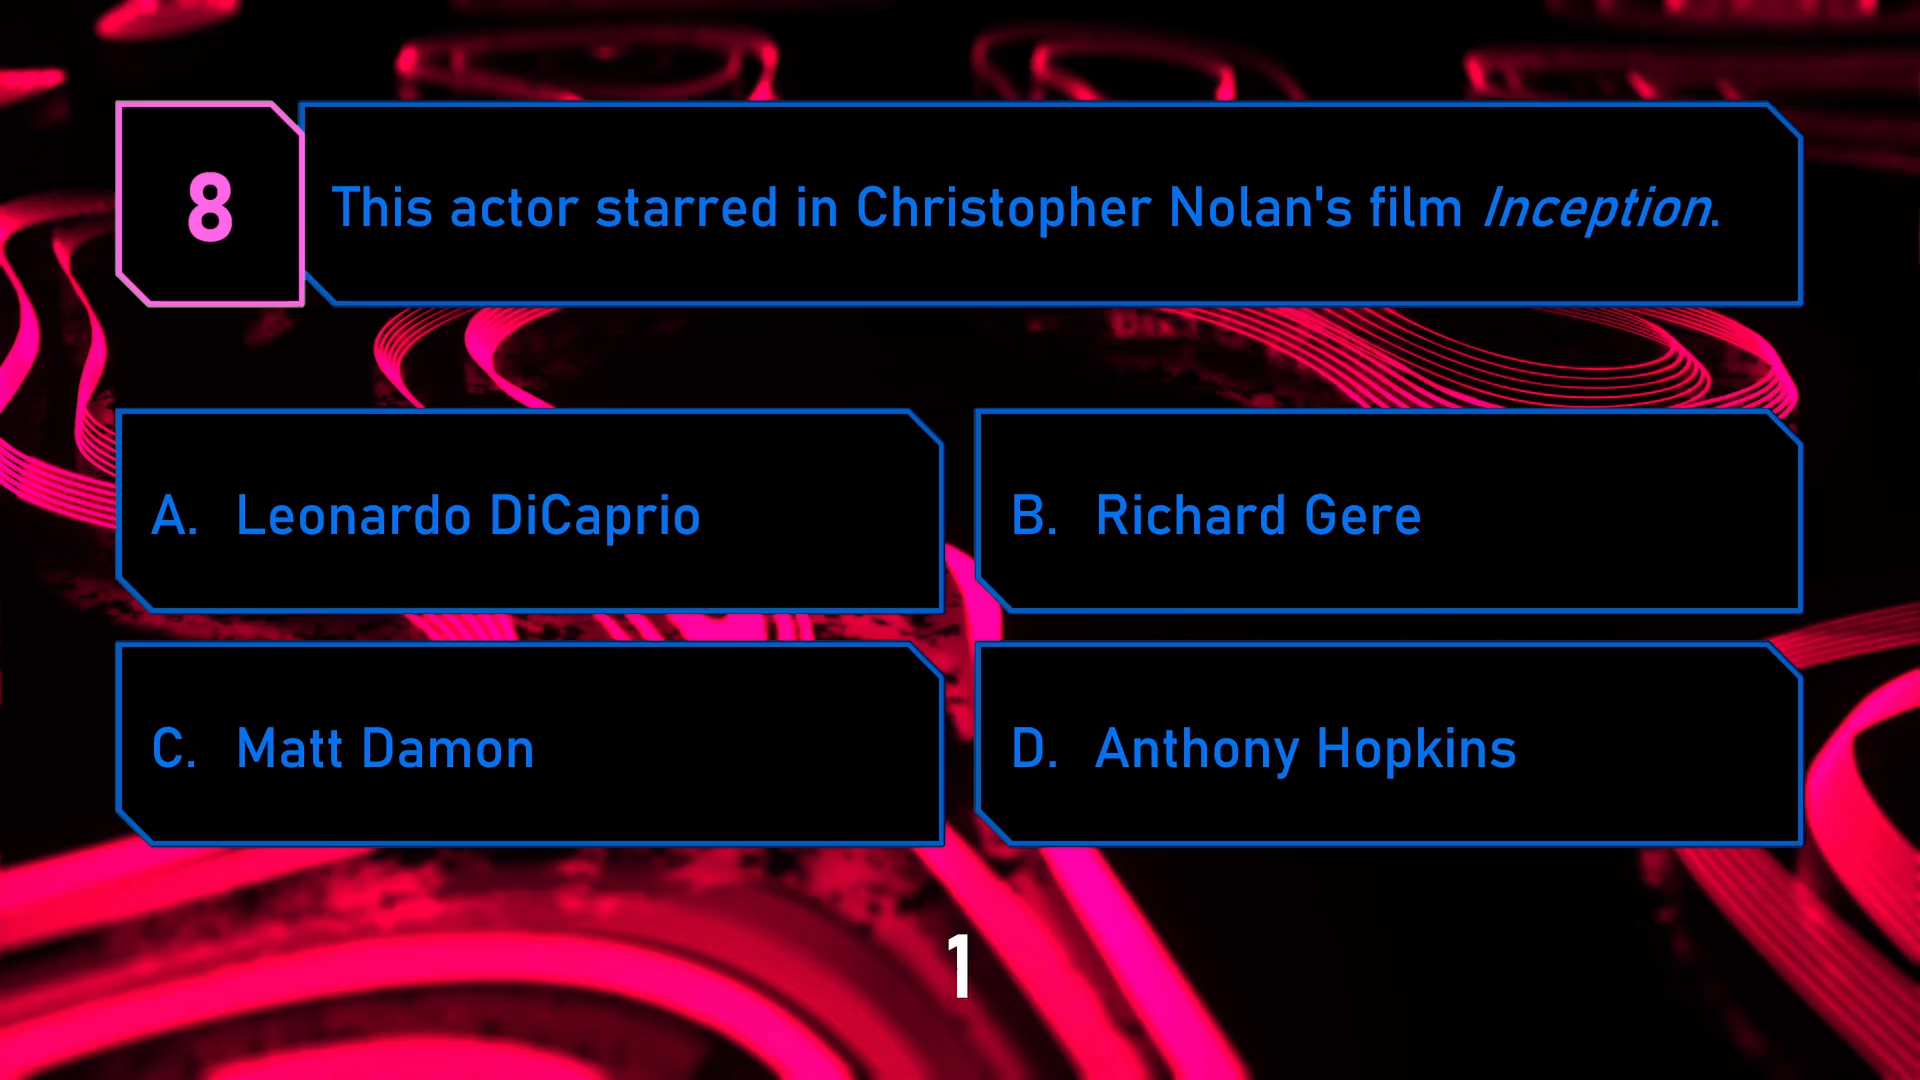 8
This actor starred in Christopher Nolan's film Inception.
A. Leonardo DiCaprio
B. Richard Gere
C. Matt Damon
D. Anthony Hopkins
1